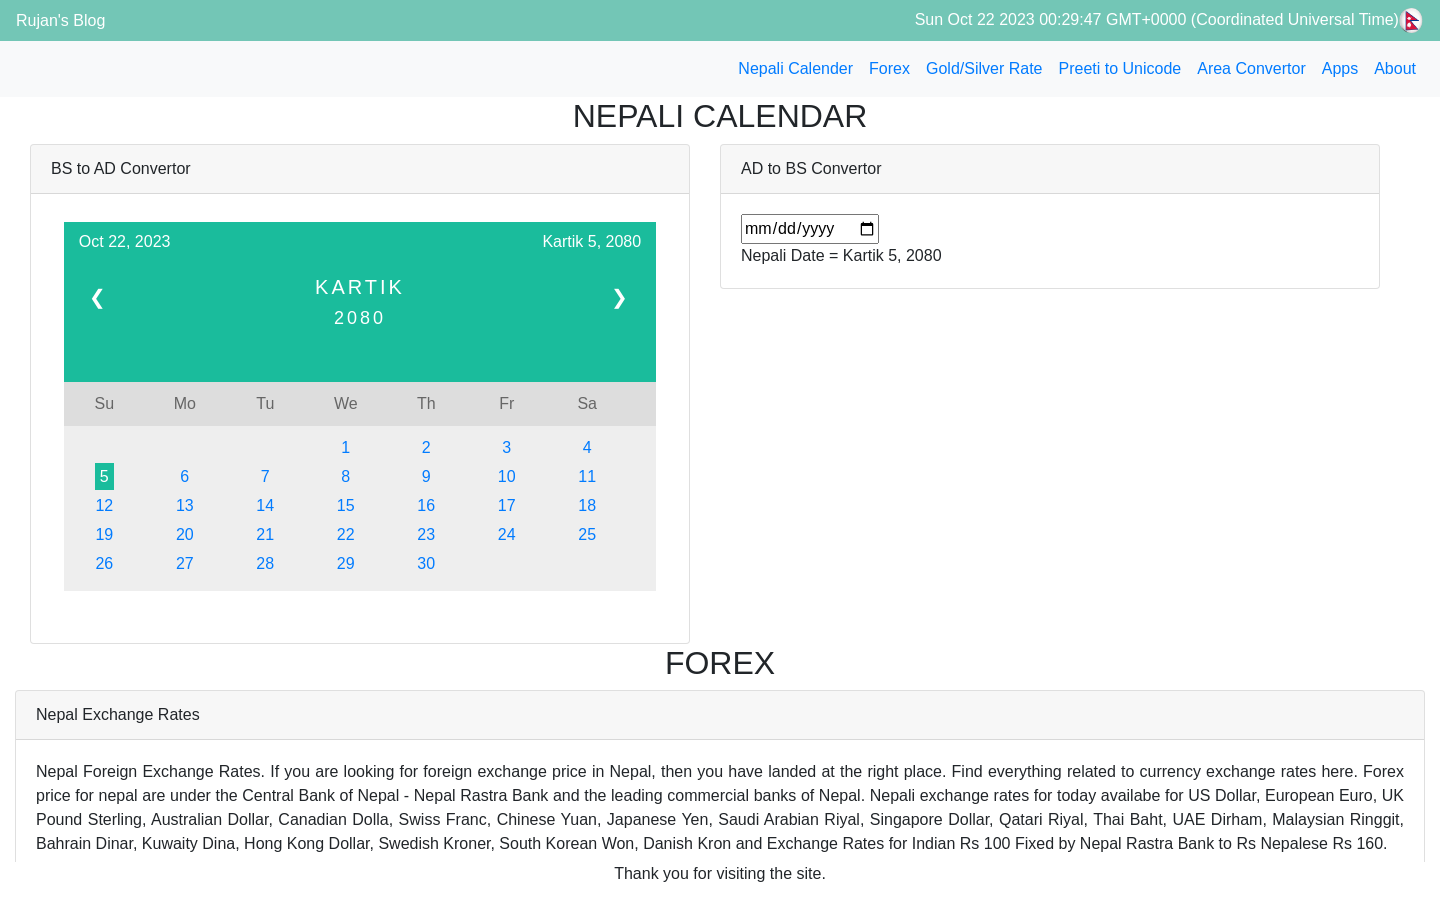 Rujan's Blog
Sun Oct 22 2023 00:29:47 GMT+0000 (Coordinated Universal Time)
Nepali Calender Forex Gold/Silver Rate Preeti to Unicode Area Convertor Apps About
NEPALI CALENDAR
BS to AD Convertor
Oct 22, 2023 Kartik 5, 2080
❮ KARTIK ❯
2080
Su Mo Tu We Th Fr Sa
1 2 3 4
5 6 7 8 9 10 11
12 13 14 15 16 17 18
19 20 21 22 23 24 25
26 27 28 29 30
AD to BS Convertor
mm/dd/yyyy
Nepali Date = Kartik 5, 2080
FOREX
Nepal Exchange Rates
Nepal Foreign Exchange Rates. If you are looking for foreign exchange price in Nepal, then you have landed at the right place. Find everything related to currency exchange rates here. Forex
price for nepal are under the Central Bank of Nepal - Nepal Rastra Bank and the leading commercial banks of Nepal. Nepali exchange rates for today availabe for US Dollar, European Euro, UK
Pound Sterling, Australian Dollar, Canadian Dolla, Swiss Franc, Chinese Yuan, Japanese Yen, Saudi Arabian Riyal, Singapore Dollar, Qatari Riyal, Thai Baht, UAE Dirham, Malaysian Ringgit,
Bahrain Dinar, Kuwaity Dina, Hong Kong Dollar, Swedish Kroner, South Korean Won, Danish Kron and Exchange Rates for Indian Rs 100 Fixed by Nepal Rastra Bank to Rs Nepalese Rs 160.
Thank you for visiting the site.